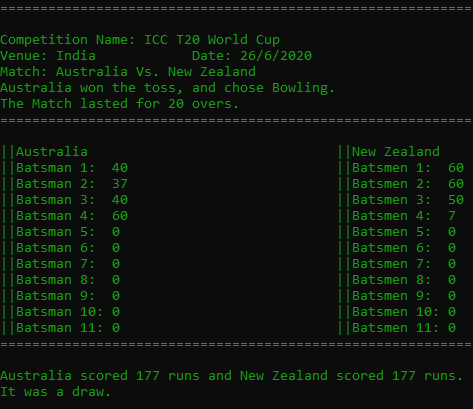 ==========================================================
Competition Name: ICC T20 World Cup
Venue: India            Date: 26/6/2020
Match: Australia Vs. New Zealand
Australia won the toss, and chose Bowling.
The Match lasted for 20 overs.
==========================================================
||Australia                               ||New Zealand
||Batsman 1:  40                          ||Batsmen 1:  60
||Batsman 2:  37                          ||Batsmen 2:  60
||Batsman 3:  40                          ||Batsmen 3:  50
||Batsman 4:  60                          ||Batsmen 4:  7
||Batsman 5:  0                           ||Batsmen 5:  0
||Batsman 6:  0                           ||Batsmen 6:  0
||Batsman 7:  0                           ||Batsmen 7:  0
||Batsman 8:  0                           ||Batsmen 8:  0
||Batsman 9:  0                           ||Batsmen 9:  0
||Batsman 10: 0                           ||Batsmen 10: 0
||Batsman 11: 0                           ||Batsmen 11: 0
==========================================================
Australia scored 177 runs and New Zealand scored 177 runs.
It was a draw.